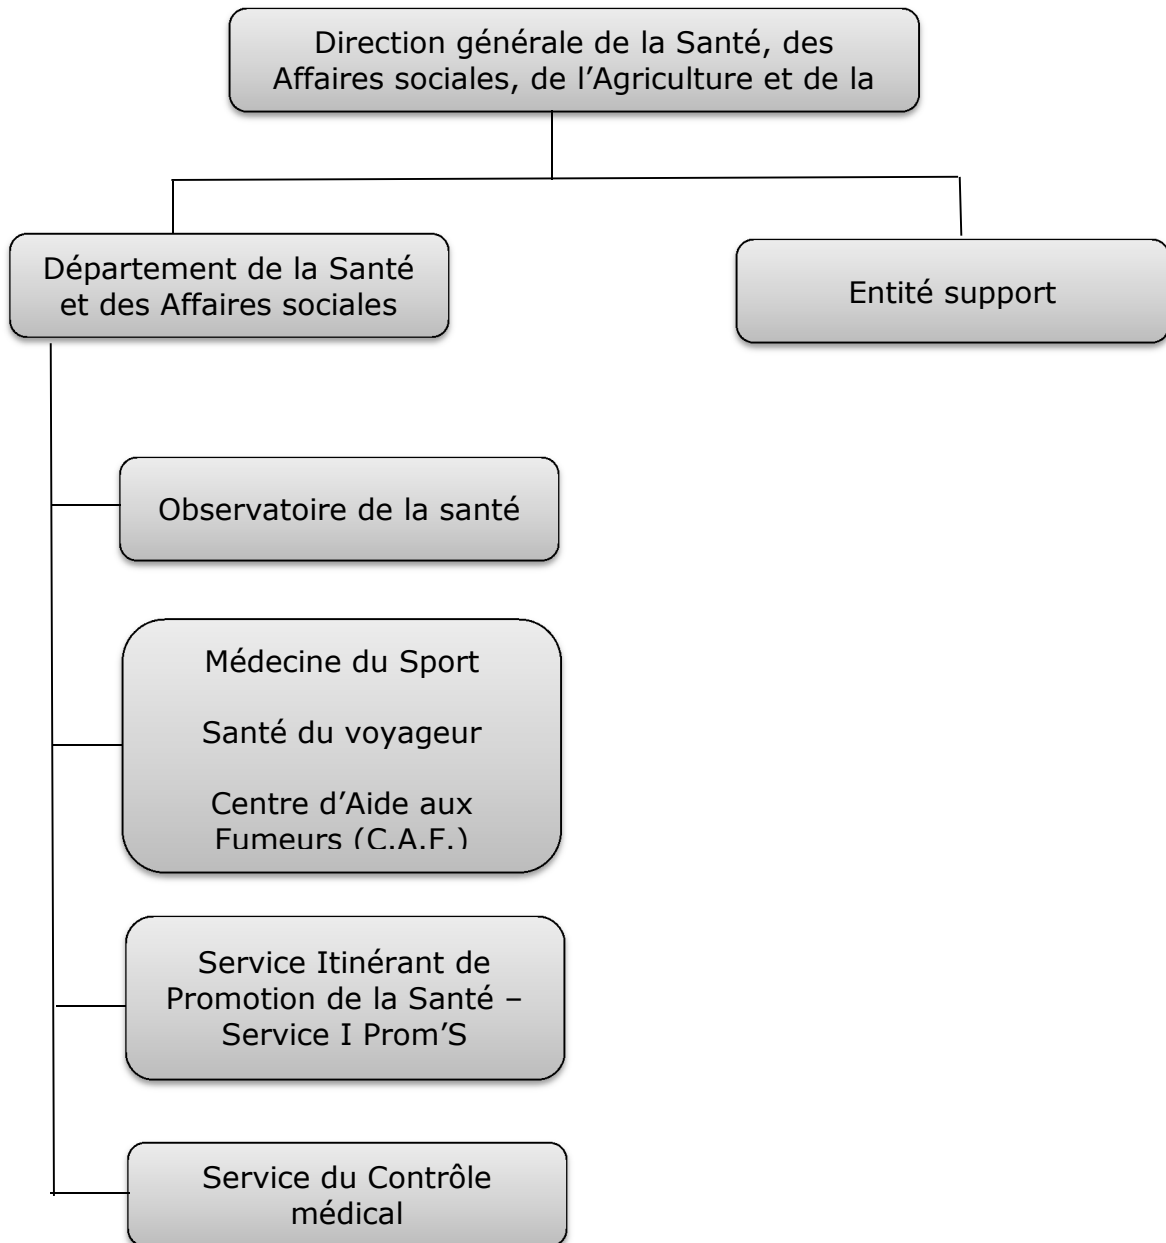 Direction générale de la Santé, des
Affaires sociales, de l’Agriculture et de la
Département de la Santé
et des Affaires sociales
Entité support
Observatoire de la santé
Médecine du Sport
Santé du voyageur
Centre d’Aide aux
Fumeurs (C.A.F.)
Service Itinérant de
Promotion de la Santé –
Service I Prom’S
Service du Contrôle
médical